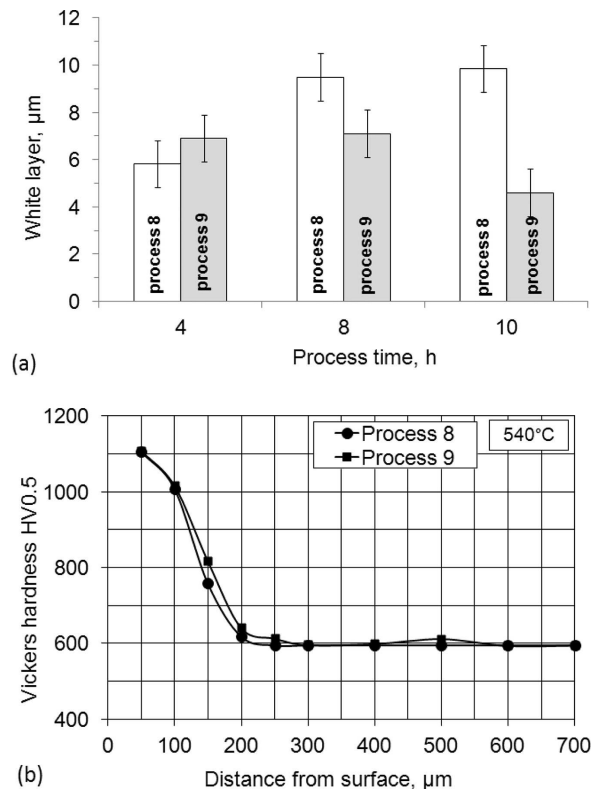 12
10
8
6
4
2
0
White layer, µm
process 8
process 9
process 8
process 9
process 8
process 9
4 8 10
Process time, h
(a)
1200
1000
800
600
400
Vickers hardness HV0.5
Process 8
Process 9
540°C
0 100 200 300 400 500 600 700
Distance from surface, µm
(b)